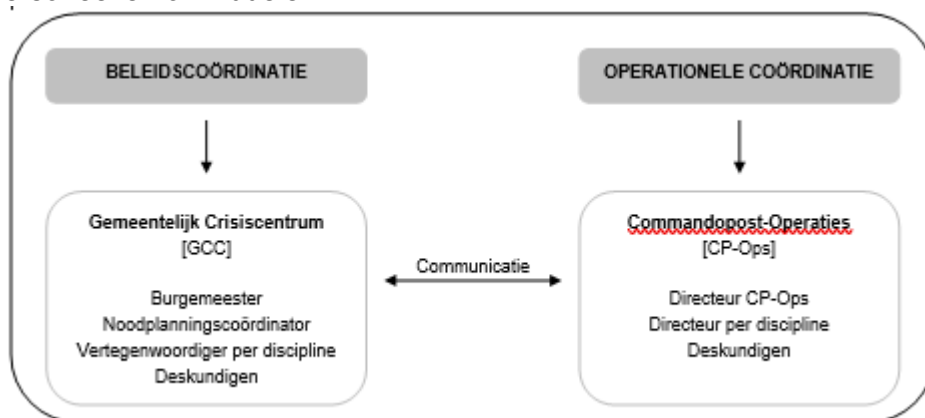 BELEIDSCOÖRDINATIE
OPERATIONELE COÖRDINATIE
Gemeentelijk Crisiscentrum
[GCC]
Burgemeester
Noodplanningscoördinator
Vertegenwoordiger per discipline
Deskundigen
Communicatie
Commandopost-Operaties
[CP-Ops]
Directeur CP-Ops
Directeur per discipline
Deskundigen